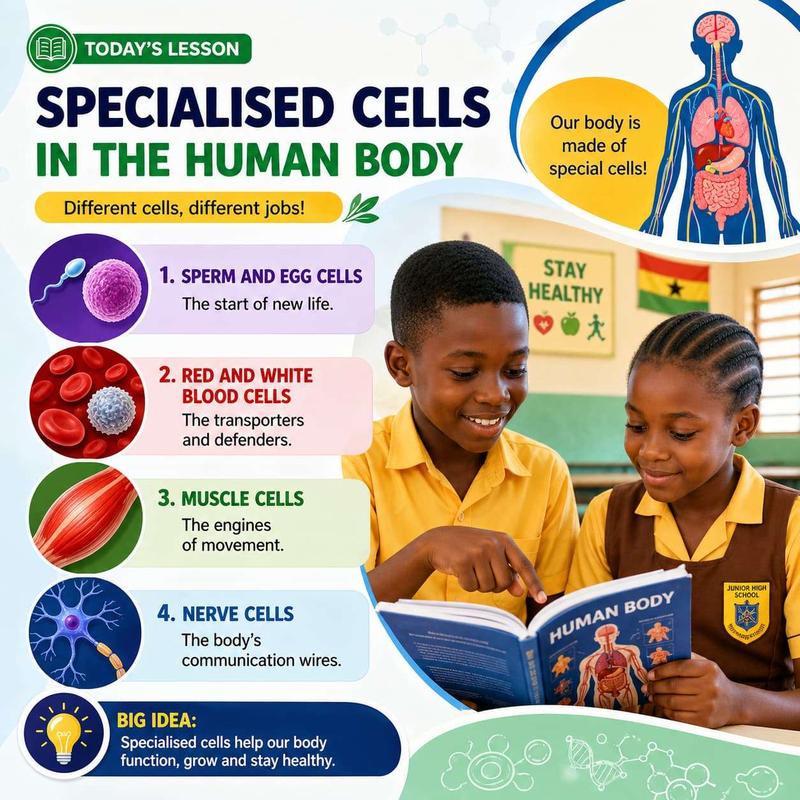 TODAY'S LESSON
SPECIALISED CELLS
IN THE HUMAN BODY
Different cells, different jobs!
Our body is
made of
special cells!
1. SPERM AND EGG CELLS
The start of new life.
2. RED AND WHITE
BLOOD CELLS
The transporters
and defenders.
3. MUSCLE CELLS
The engines
of movement.
4. NERVE CELLS
The body's
communication wires.
BIG IDEA:
Specialised cells help our body
function, grow and stay healthy.
STAY
HEALTHY
HUMAN BODY
JUNIOR HIGH
SCHOOL